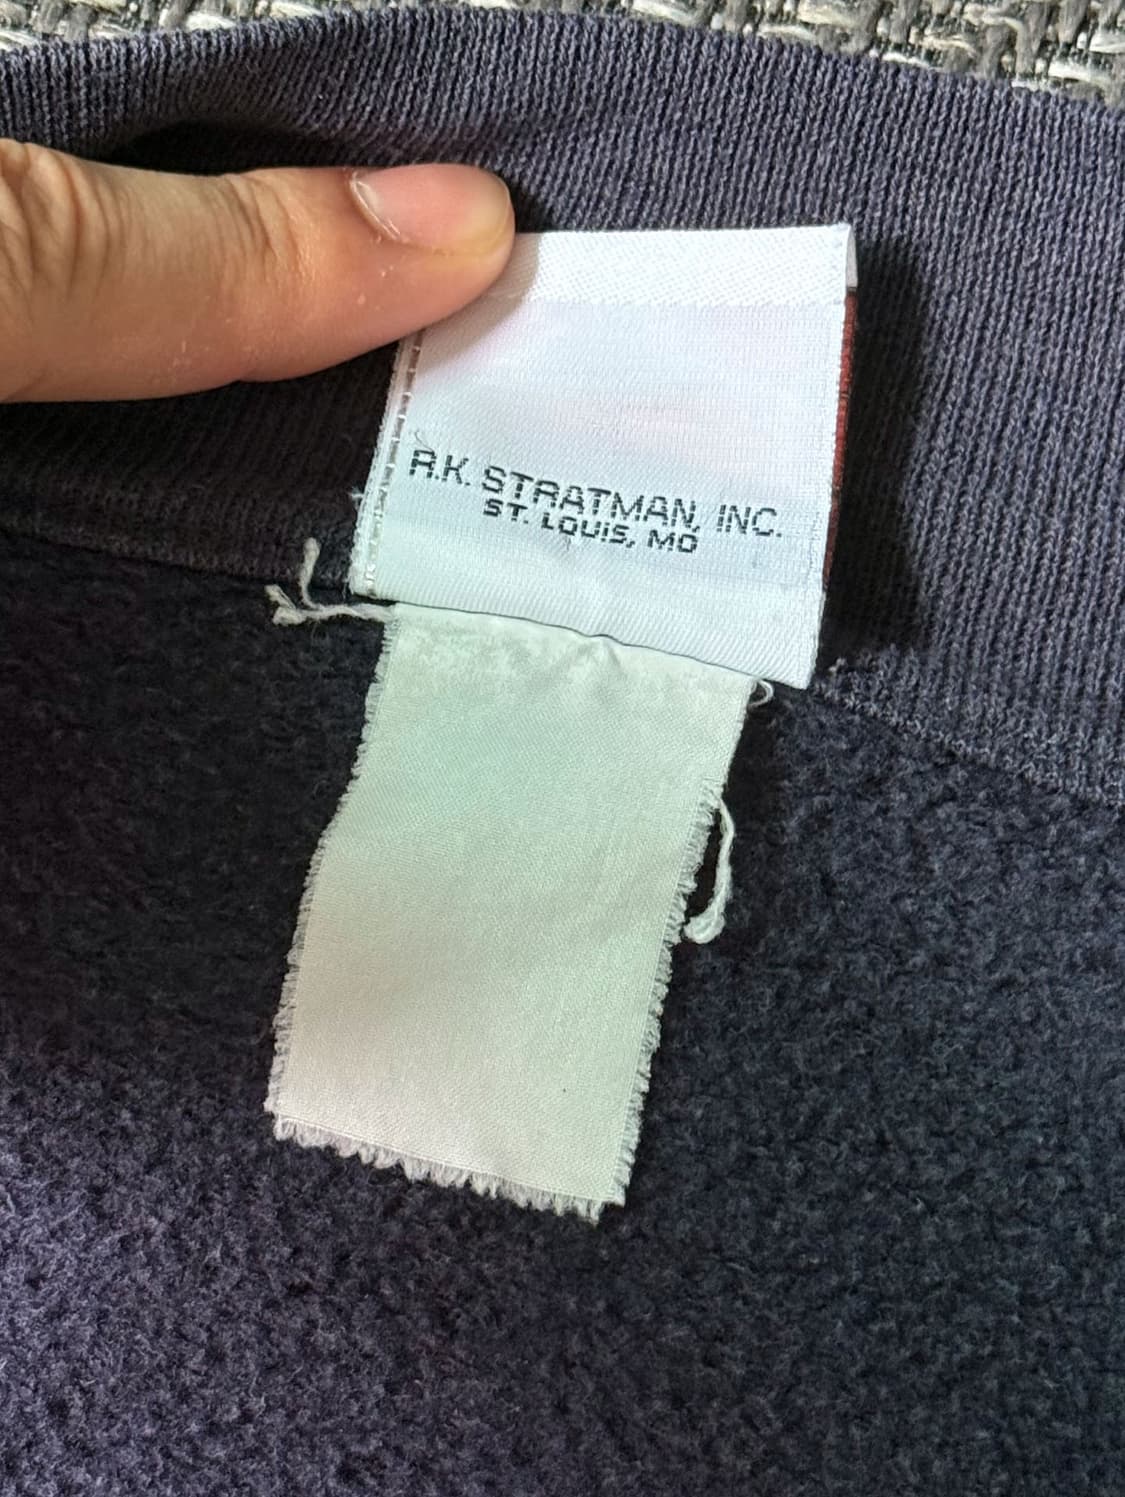 R.K. STRATMAN, INC.
ST. LOUIS, MO